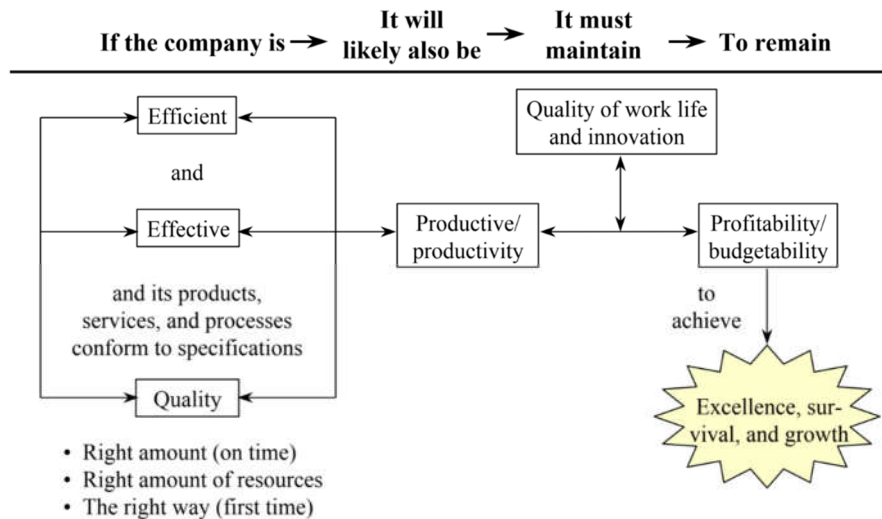 If the company is
It will
likely also be
It must
maintain
To remain
Efficient
and
Effective
and its products,
services, and processes
conform to specifications
Quality
• Right amount (on time)
• Right amount of resources
• The right way (first time)
Productive/
productivity
Quality of work life
and innovation
Profitability/
budgetability
to
achieve
Excellence, sur-
vival, and growth